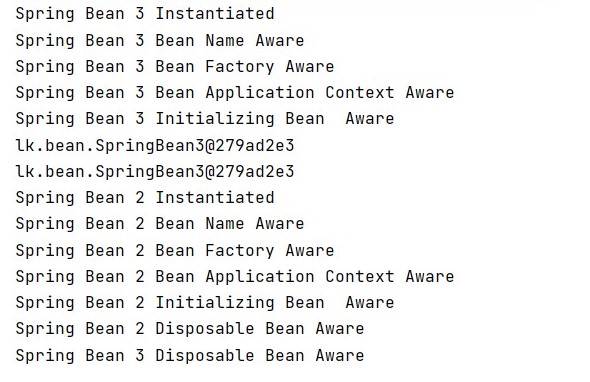 Spring Bean 3 Instantiated
Spring Bean 3 Bean Name Aware
Spring Bean 3 Bean Factory Aware
Spring Bean 3 Bean Application Context Aware
Spring Bean 3 Initializing Bean  Aware
lk.bean.SpringBean3@279ad2e3
lk.bean.SpringBean3@279ad2e3
Spring Bean 2 Instantiated
Spring Bean 2 Bean Name Aware
Spring Bean 2 Bean Factory Aware
Spring Bean 2 Bean Application Context Aware
Spring Bean 2 Initializing Bean  Aware
Spring Bean 2 Disposable Bean Aware
Spring Bean 3 Disposable Bean Aware